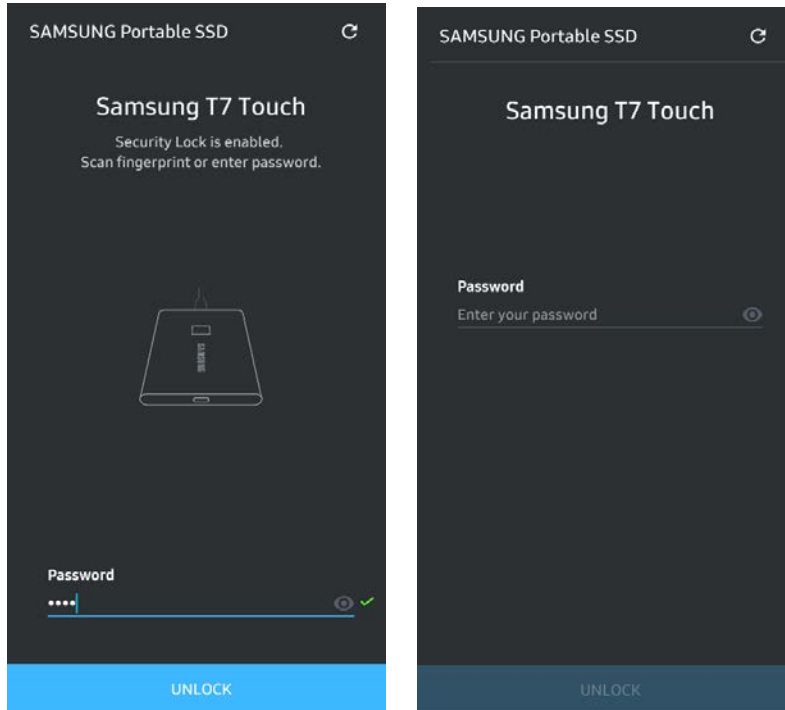 SAMSUNG Portable SSD
Samsung T7 Touch
Security Lock is enabled.
Scan fingerprint or enter password.
SAMSUNG
Password
••••
UNLOCK
SAMSUNG Portable SSD
Samsung T7 Touch
Password
Enter your password
UNLOCK